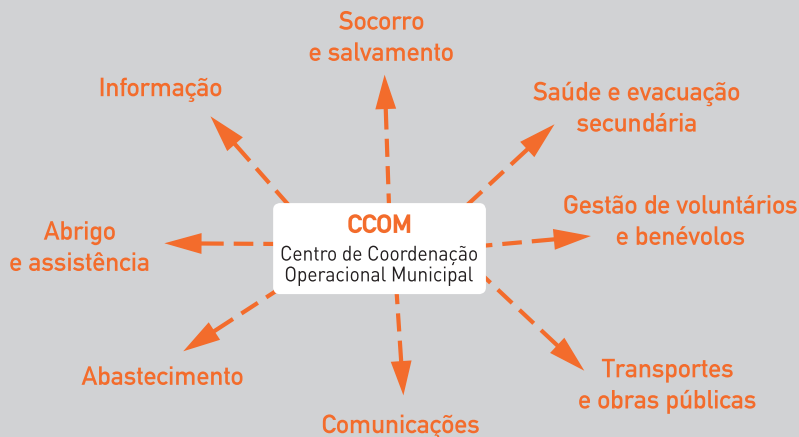 Socorro
e salvamento
Informação
Saúde e evacuação
secundária
CCOM
Centro de Coordenação
Operacional Municipal
Gestão de voluntários
e benévolos
Abrigo
e assistência
Abastecimento
Transportes
e obras públicas
Comunicações